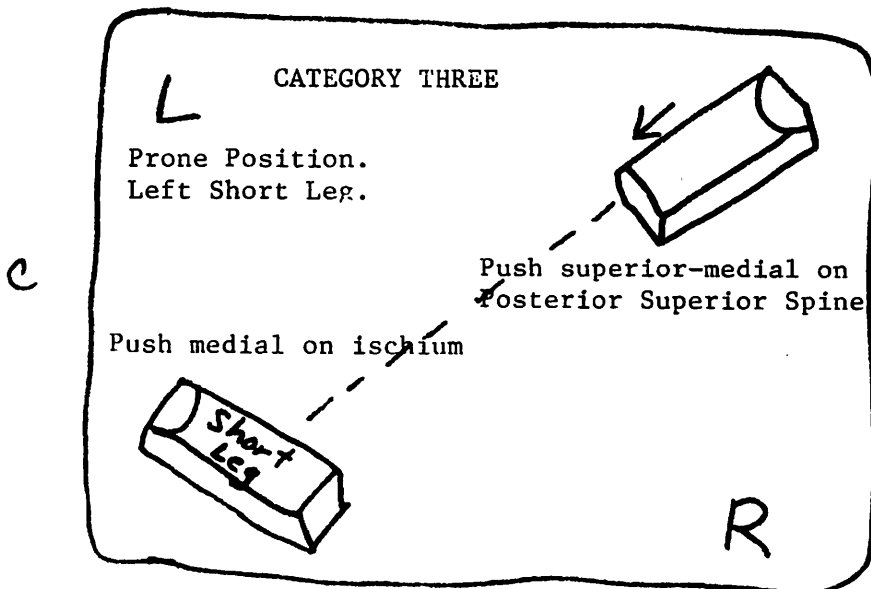 L
CATEGORY THREE
Prone Position.
Left Short Leg.
C
Push superior-medial on
Posterior Superior Spine
Push medial on ischium
Short
Leg
R